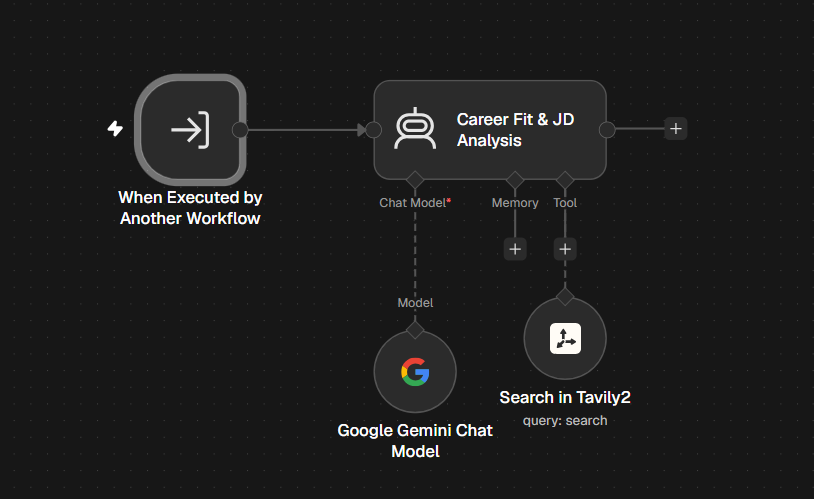 Career Fit & JD
Analysis
When Executed by
Another Workflow
Chat Model*
Memory
Tool
Model
Search in Tavily2
query: search
Google Gemini Chat
Model